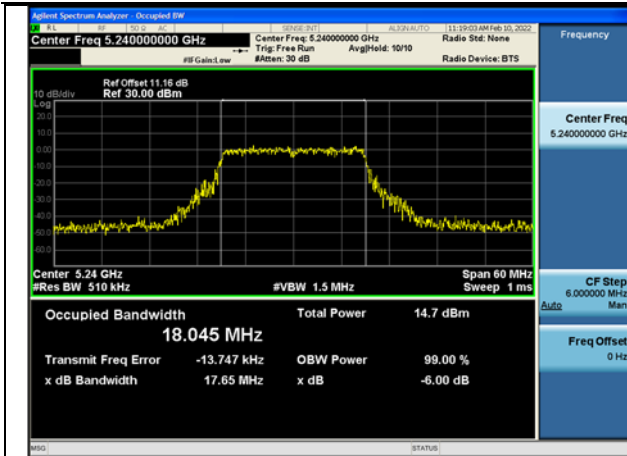 Agilent Spectrum Analyzer - Occupied BW
RL RF 50 Ω AC SENSE:INT ALIGN AUTO 11:19:03 AM Feb 10, 2022
Center Freq 5.240000000 GHz
Center Freq: 5.240000000 GHz
Radio Std: None
Trig: Free Run Avg|Hold: 10/10
#IFGain:Low
#Atten: 30 dB
Radio Device: BTS
Ref Offset 11.16 dB
10 dB/div Ref 30.00 dBm
Log
20.0
10.0
0.00
-10.0
-20.0
-30.0
-40.0
-50.0
-60.0
Center 5.24 GHz
Span 60 MHz
#Res BW 510 kHz
#VBW 1.5 MHz
Sweep 1 ms
Occupied Bandwidth
Total Power 14.7 dBm
18.045 MHz
Transmit Freq Error -13.747 kHz
OBW Power 99.00 %
x dB Bandwidth 17.65 MHz
x dB -6.00 dB
MSG
STATUS
Frequency
Center Freq
5.240000000 GHz
CF Step
6.000000 MHz
Auto Man
Freq Offset
0 Hz